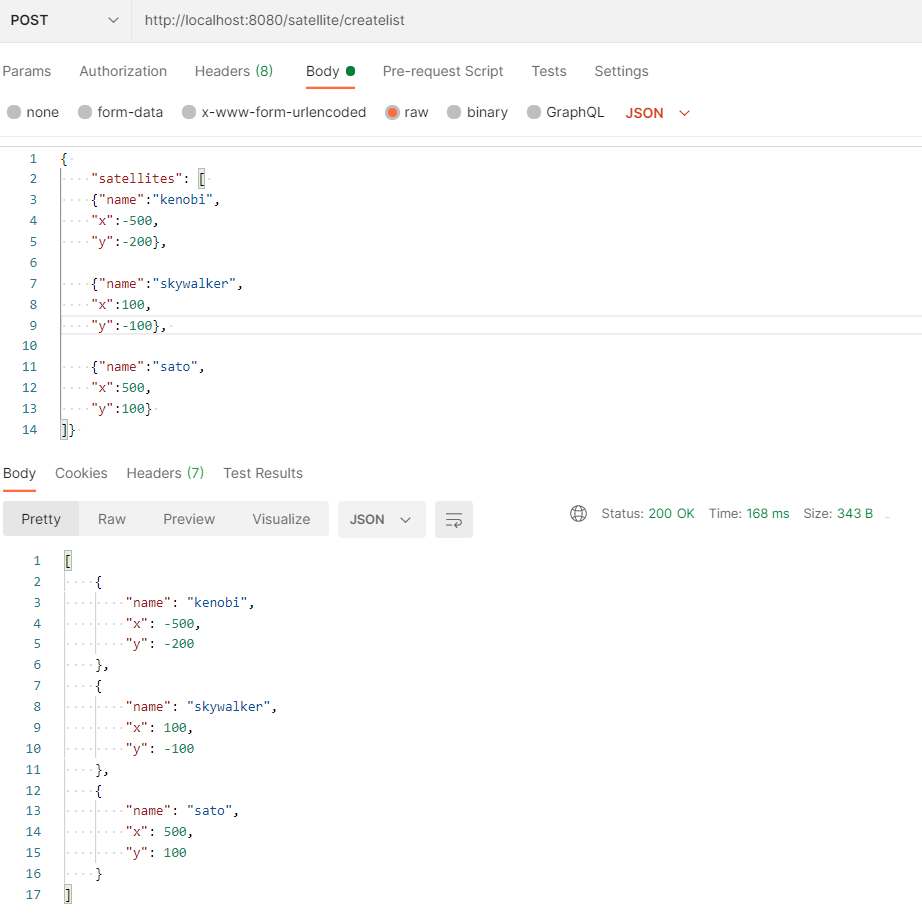 POST http://localhost:8080/satellite/createlist
Params Authorization Headers (8) Body Pre-request Script Tests Settings
none form-data x-www-form-urlencoded raw binary GraphQL JSON
1 {
2 "satellites": [
3 {"name":"kenobi",
4 "x":-500,
5 "y":-200},
6
7 {"name":"skywalker",
8 "x":100,
9 "y":-100},
10
11 {"name":"sato",
12 "x":500,
13 "y":100}
14 ]}
Body Cookies Headers (7) Test Results
Pretty Raw Preview Visualize JSON Status: 200 OK Time: 168 ms Size: 343 B
1 [
2 {
3 "name": "kenobi",
4 "x": -500,
5 "y": -200
6 },
7 {
8 "name": "skywalker",
9 "x": 100,
10 "y": -100
11 },
12 {
13 "name": "sato",
14 "x": 500,
15 "y": 100
16 }
17 ]